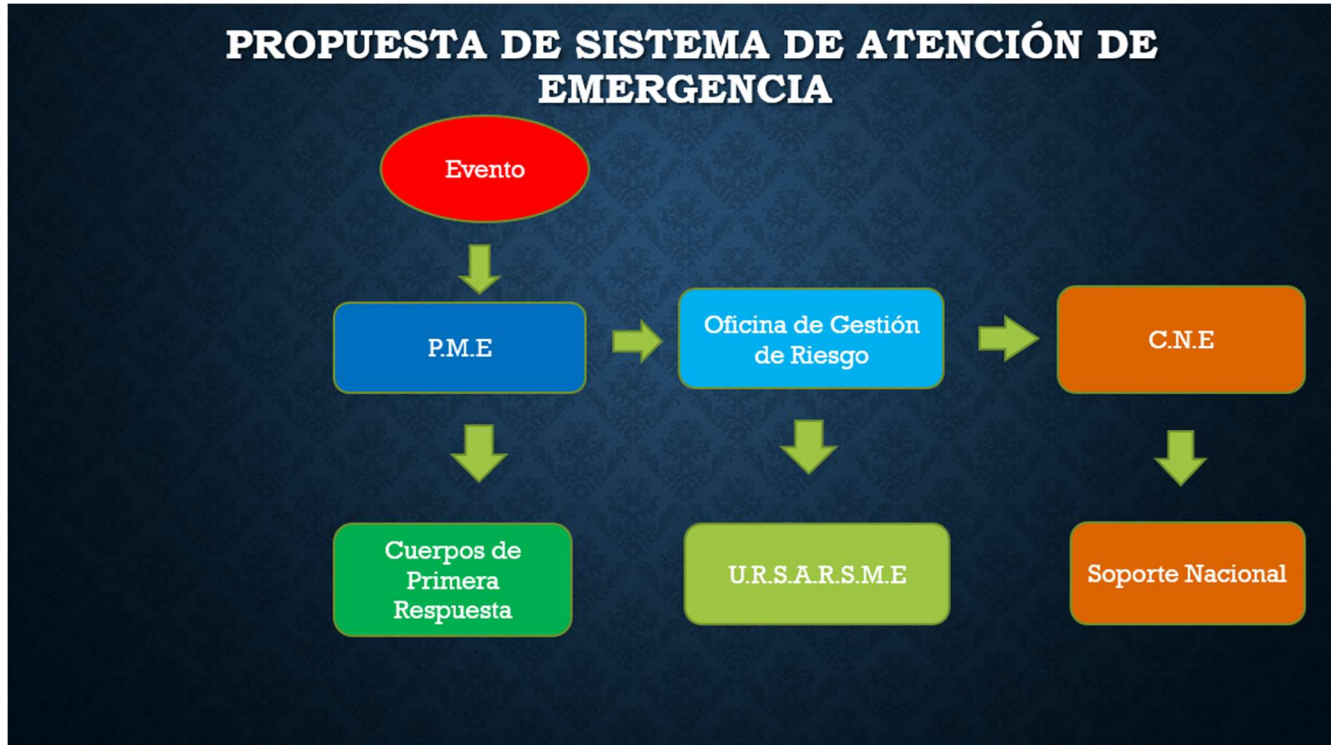 PROPUESTA DE SISTEMA DE ATENCIÓN DE
EMERGENCIA
Evento
P.M.E
Oficina de Gestión
de Riesgo
C.N.E
Cuerpos de
Primera
Respuesta
U.R.S.A.R.S.M.E
Soporte Nacional